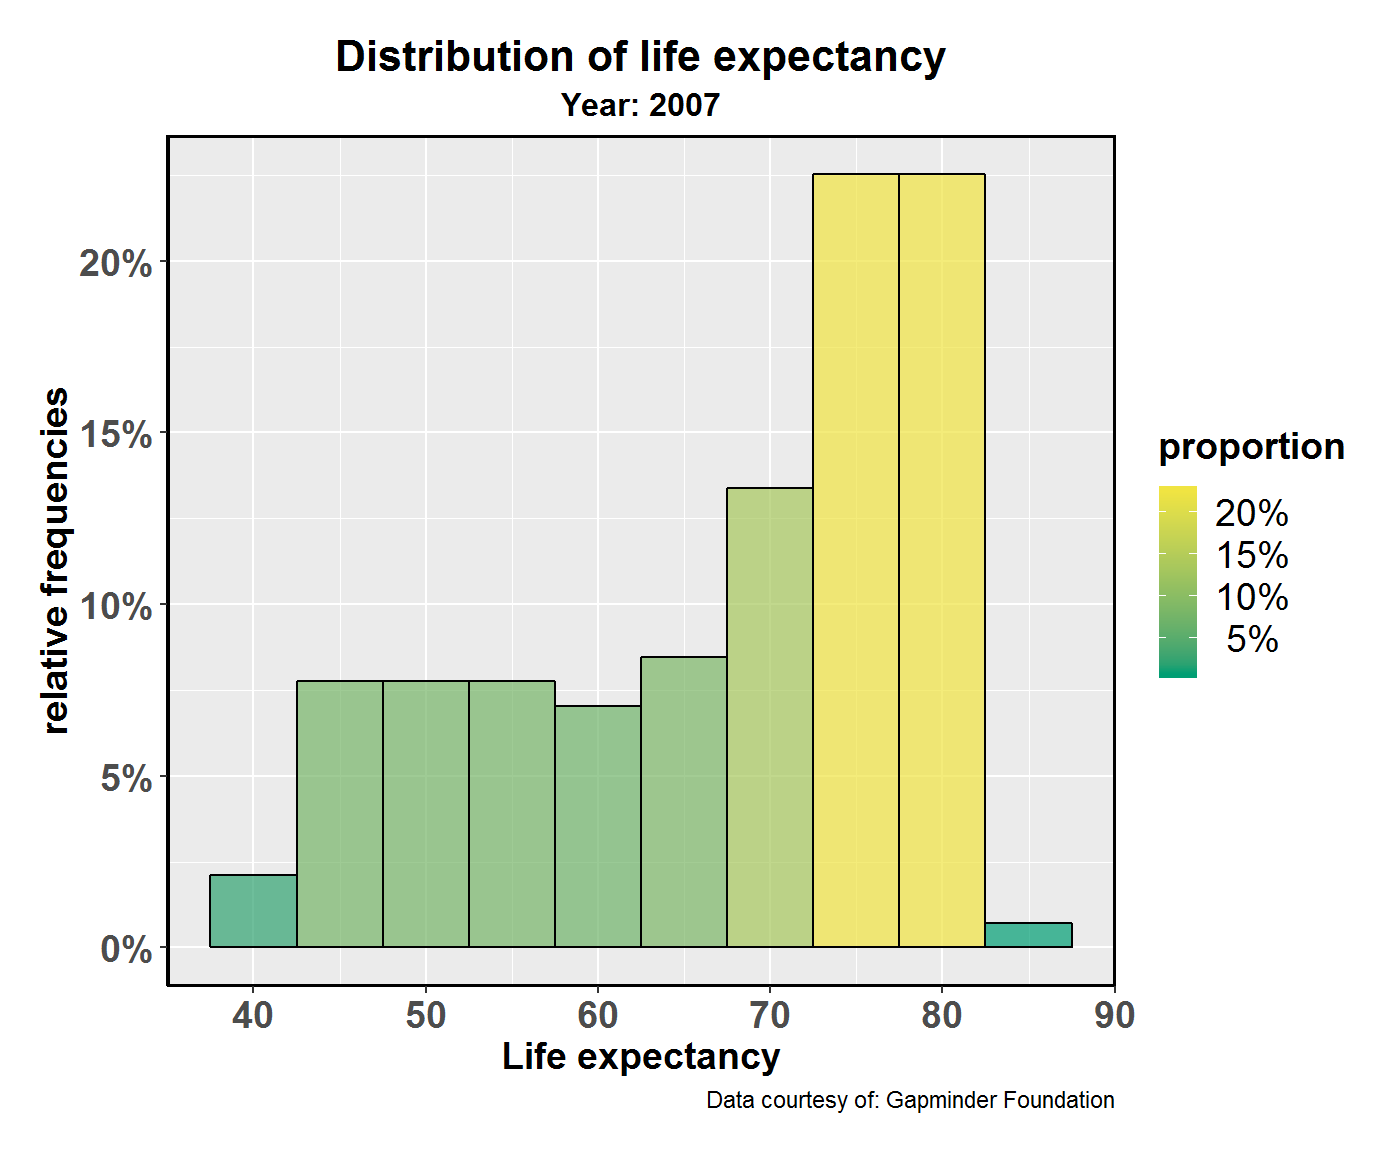 Distribution of life expectancy
Year: 2007
relative frequencies
20%
15%
10%
5%
0%
40 50 60 70 80 90
Life expectancy
proportion
20%
15%
10%
5%
Data courtesy of: Gapminder Foundation